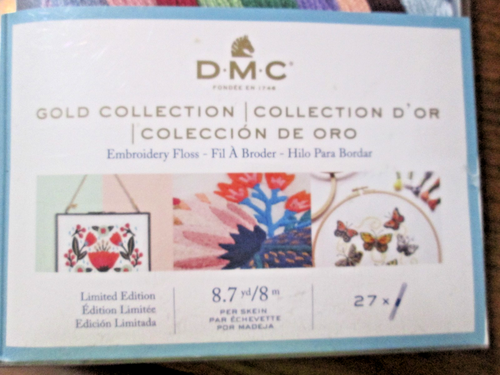 D·M·C
FONDÉE EN 1746
GOLD COLLECTION | COLLECTION D'OR
| COLECCIÓN DE ORO
Embroidery Floss - Fil À Broder - Hilo Para Bordar
Limited Edition
Édition Limitée
Edición Limitada
8.7 yd/8 m
PER SKEIN
PAR ÉCHEVETTE
POR MADEJA
27 ×